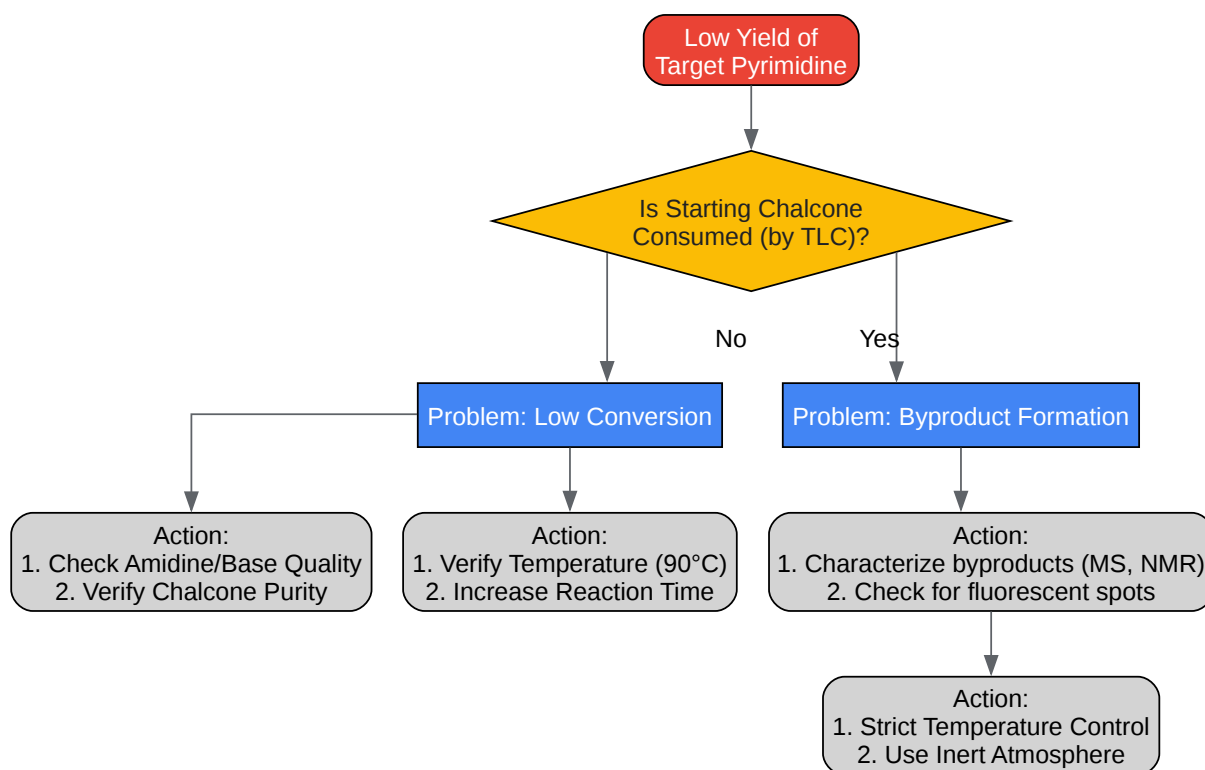 Low Yield of
Target Pyrimidine
Is Starting Chalcone
Consumed (by TLC)?
No
Yes
Problem: Low Conversion
Problem: Byproduct Formation
Action:
1. Check Amidine/Base Quality
2. Verify Chalcone Purity
Action:
1. Verify Temperature (90°C)
2. Increase Reaction Time
Action:
1. Characterize byproducts (MS, NMR)
2. Check for fluorescent spots
Action:
1. Strict Temperature Control
2. Use Inert Atmosphere